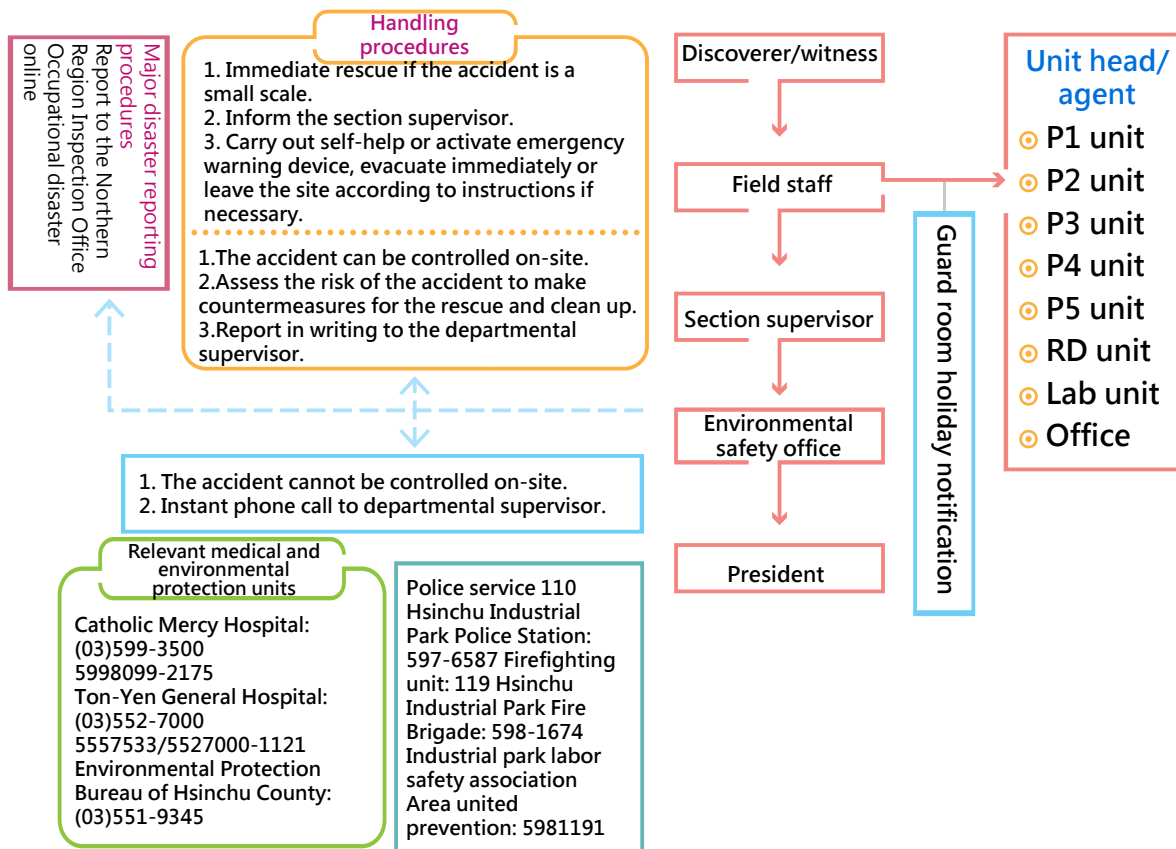 Major disaster reporting
procedures
Report to the Northern
Region Inspection Office
Occupational disaster
online
Handling
procedures
1. Immediate rescue if the accident is a
small scale.
2. Inform the section supervisor.
3. Carry out self-help or activate emergency
warning device, evacuate immediately or
leave the site according to instructions if
necessary.
1.The accident can be controlled on-site.
2.Assess the risk of the accident to make
countermeasures for the rescue and clean up.
3.Report in writing to the departmental
supervisor.
1. The accident cannot be controlled on-site.
2. Instant phone call to departmental supervisor.
Relevant medical and
environmental
protection units
Catholic Mercy Hospital:
(03)599-3500
5998099-2175
Ton-Yen General Hospital:
(03)552-7000
5557533/5527000-1121
Environmental Protection
Bureau of Hsinchu County:
(03)551-9345
Police service 110
Hsinchu Industrial
Park Police Station:
597-6587 Firefighting
unit: 119 Hsinchu
Industrial Park Fire
Brigade: 598-1674
Industrial park labor
safety association
Area united
prevention: 5981191
Discoverer/witness
Field staff
Section supervisor
Environmental
safety office
President
Guard room holiday notification
Unit head/
agent
P1 unit
P2 unit
P3 unit
P4 unit
P5 unit
RD unit
Lab unit
Office